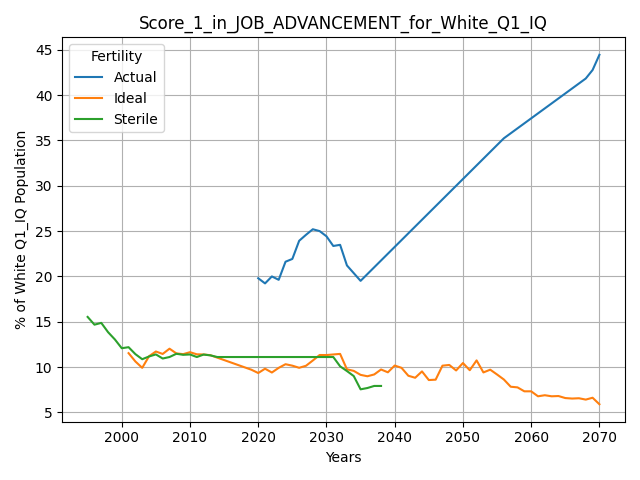 Score_1_in_JOB_ADVANCEMENT_for_White_Q1_IQ
Fertility
Actual
Ideal
Sterile
% of White Q1_IQ Population
45
40
35
30
25
20
15
10
5
2000 2010 2020 2030 2040 2050 2060 2070
Years